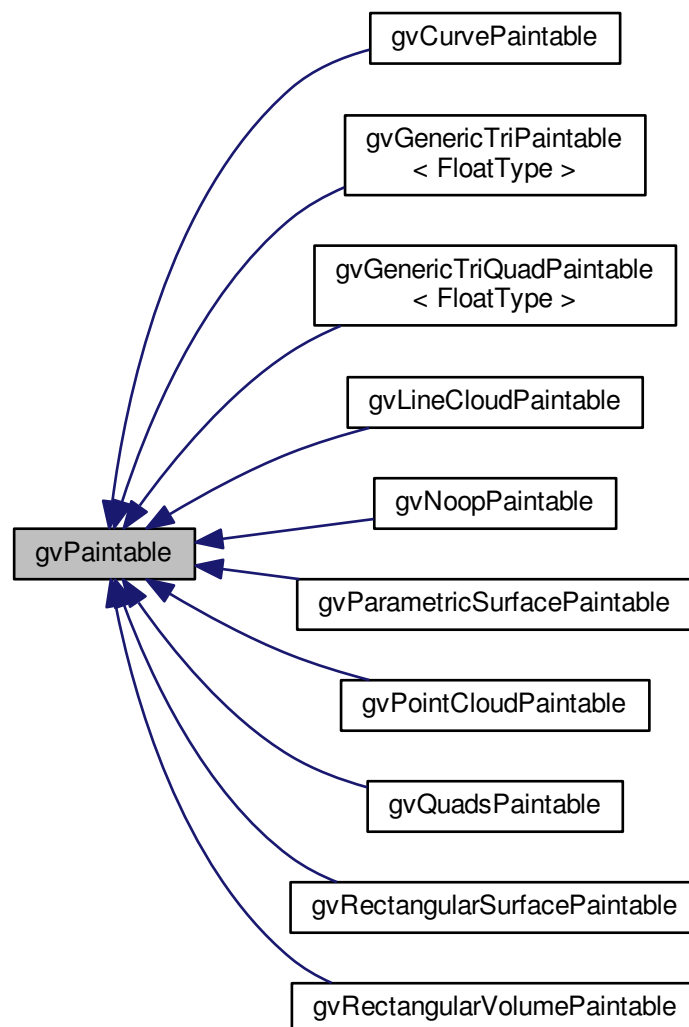 gvCurvePaintable
gvGenericTriPaintable
< FloatType >
gvGenericTriQuadPaintable
< FloatType >
gvLineCloudPaintable
gvNoopPaintable
gvPaintable
gvParametricSurfacePaintable
gvPointCloudPaintable
gvQuadsPaintable
gvRectangularSurfacePaintable
gvRectangularVolumePaintable